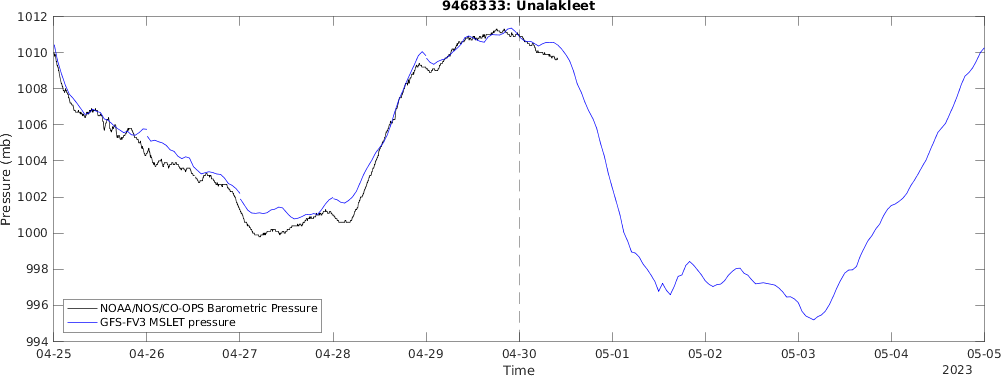 9468333: Unalakleet
1012
1010
1008
1006
1004
1002
1000
998
996
994
Pressure (mb)
NOAA/NOS/CO-OPS Barometric Pressure
GFS-FV3 MSLET pressure
04-25 04-26 04-27 04-28 04-29 04-30 05-01 05-02 05-03 05-04 05-05
Time
2023